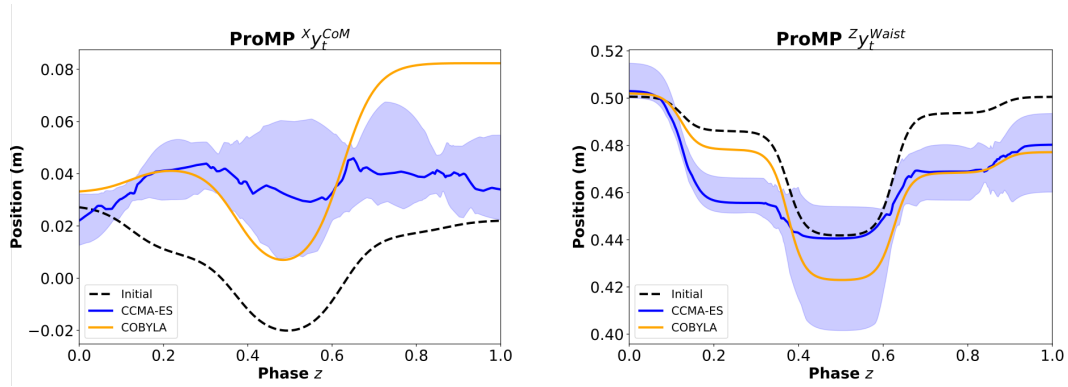 ProMP ^X y_t^CoM
0.08
0.06
0.04
0.02
0.00
−0.02
Position (m)
Initial
CCMA-ES
COBYLA
0.0 0.2 0.4 0.6 0.8 1.0
Phase z
ProMP ^Z y_t^Waist
0.52
0.50
0.48
0.46
0.44
0.42
0.40
Position (m)
Initial
CCMA-ES
COBYLA
0.0 0.2 0.4 0.6 0.8 1.0
Phase z